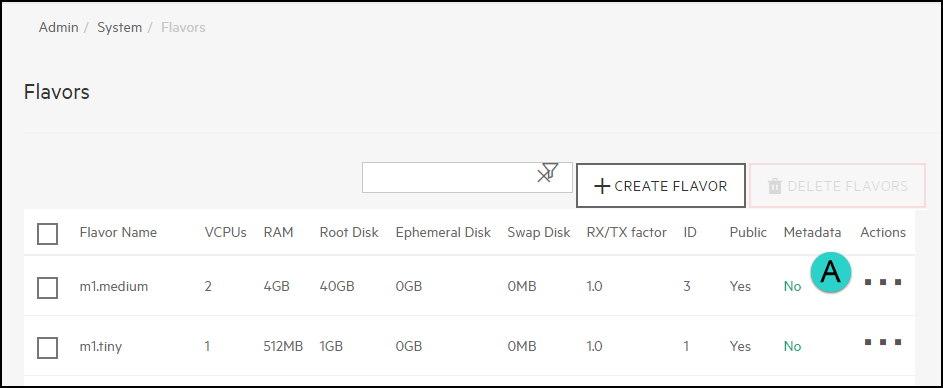 Admin / System / Flavors
Flavors
CREATE FLAVOR DELETE FLAVORS
Flavor Name VCPUs RAM Root Disk Ephemeral Disk Swap Disk RX/TX factor ID Public Metadata Actions
m1.medium 2 4GB 40GB 0GB 0MB 1.0 3 Yes No A
m1.tiny 1 512MB 1GB 0GB 0MB 1.0 1 Yes No